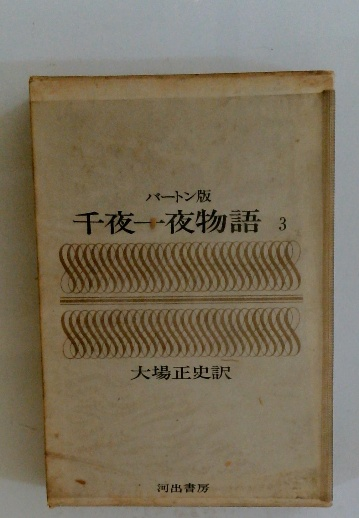 バートン版
千夜一夜物語 3
大場正史訳
河出書房